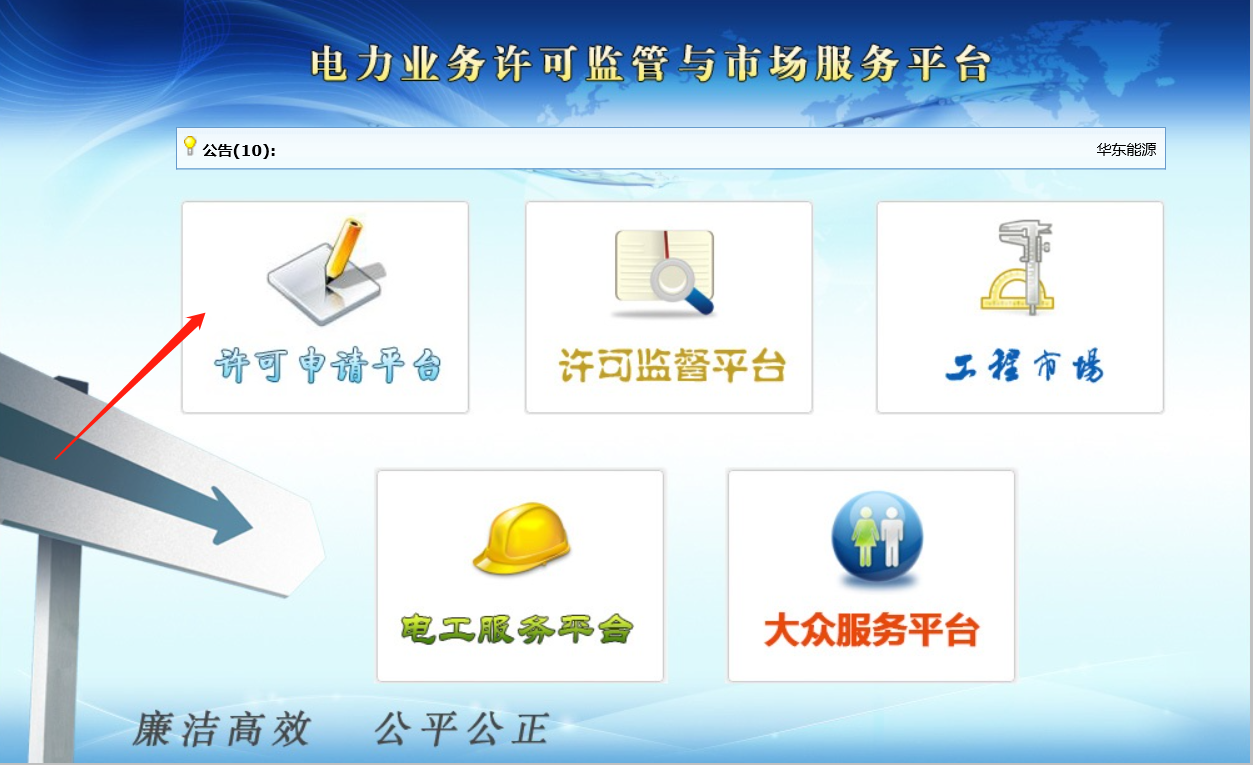 电力业务许可监管与市场服务平台
公告(10): 华东能源
许可申请平台
许可监督平台
工程市场
电工服务平台
大众服务平台
廉洁高效 公平公正